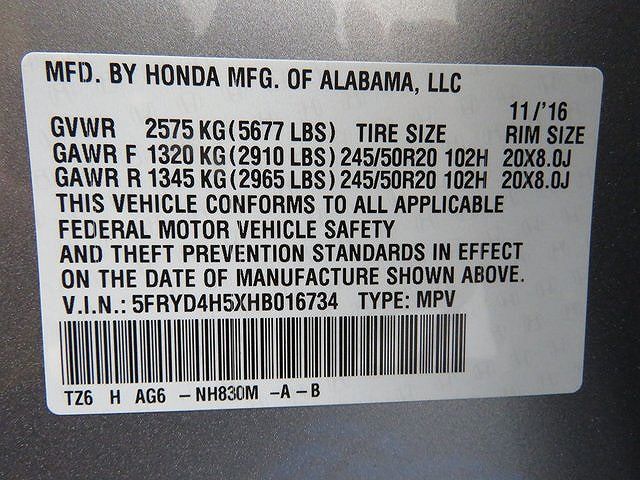 MFD. BY HONDA MFG. OF ALABAMA, LLC
11/'16
GVWR 2575 KG (5677 LBS) TIRE SIZE RIM SIZE
GAWR F 1320 KG (2910 LBS) 245/50R20 102H 20X8.0J
GAWR R 1345 KG (2965 LBS) 245/50R20 102H 20X8.0J
THIS VEHICLE CONFORMS TO ALL APPLICABLE
FEDERAL MOTOR VEHICLE SAFETY
AND THEFT PREVENTION STANDARDS IN EFFECT
ON THE DATE OF MANUFACTURE SHOWN ABOVE.
V.I.N.: 5FRYD4H5XHB016734 TYPE: MPV
TZ6 H AG6 - NH830M - A - B